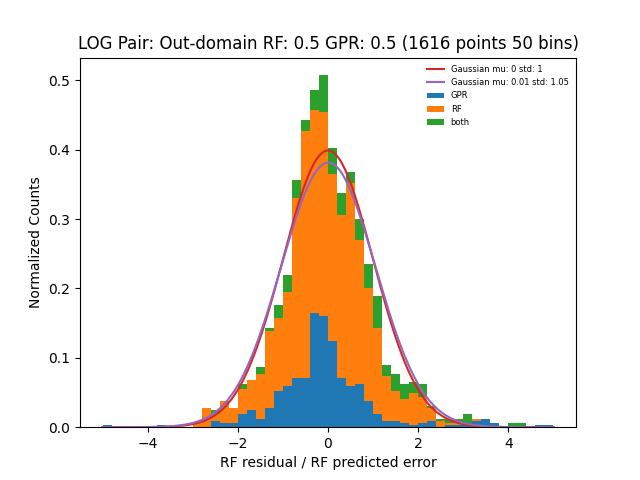 LOG Pair: Out-domain RF: 0.5 GPR: 0.5 (1616 points 50 bins)
Gaussian mu: 0 std: 1
Gaussian mu: 0.01 std: 1.05
GPR
RF
both
Normalized Counts
0.5
0.4
0.3
0.2
0.1
0.0
−4
−2
0
2
4
RF residual / RF predicted error